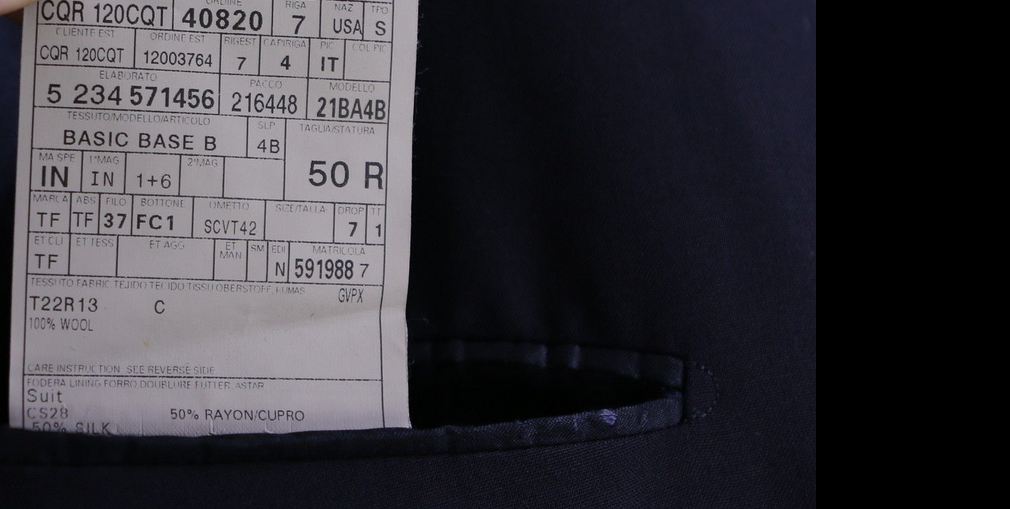 ORDINE RIGA NAZ TPO
CQR 120CQT 40820 7 USA S
CLIENTE EST ORDINE EST RIGEST CAPIRIGA PIC COL PIC
CQR 120CQT 12003764 7 4 IT
ELABORATO PACCO MODELLO
5 234 571456 216448 21BA4B
TESSUTO/MODELLO/ARTICOLO SLP TAGLIA/STATURA
BASIC BASE B 4B 50 R
MA SPE 1°MAG 2°MAG
IN IN 1+6
MARCA ABS FILO BOTTONE OMETTO SIZE/TALLA DROP TT
TF TF 37 FC1 SCVT42 7 1
ET CLI ET TESS ET AGG ET MAN SM EDI MATRICOLA
TF N 591988 7
TESSUTO FABRIC TEJIDO TECIDO TISSU OBERSTOFF, KUMAS
GVPX
T22R13 C
100% WOOL
CARE INSTRUCTION SEE REVERSE SIDE
FODERA LINING FORRO DOUBLURE FUTTER ASTAR
Suit
CS28 50% RAYON/CUPRO
50% SILK